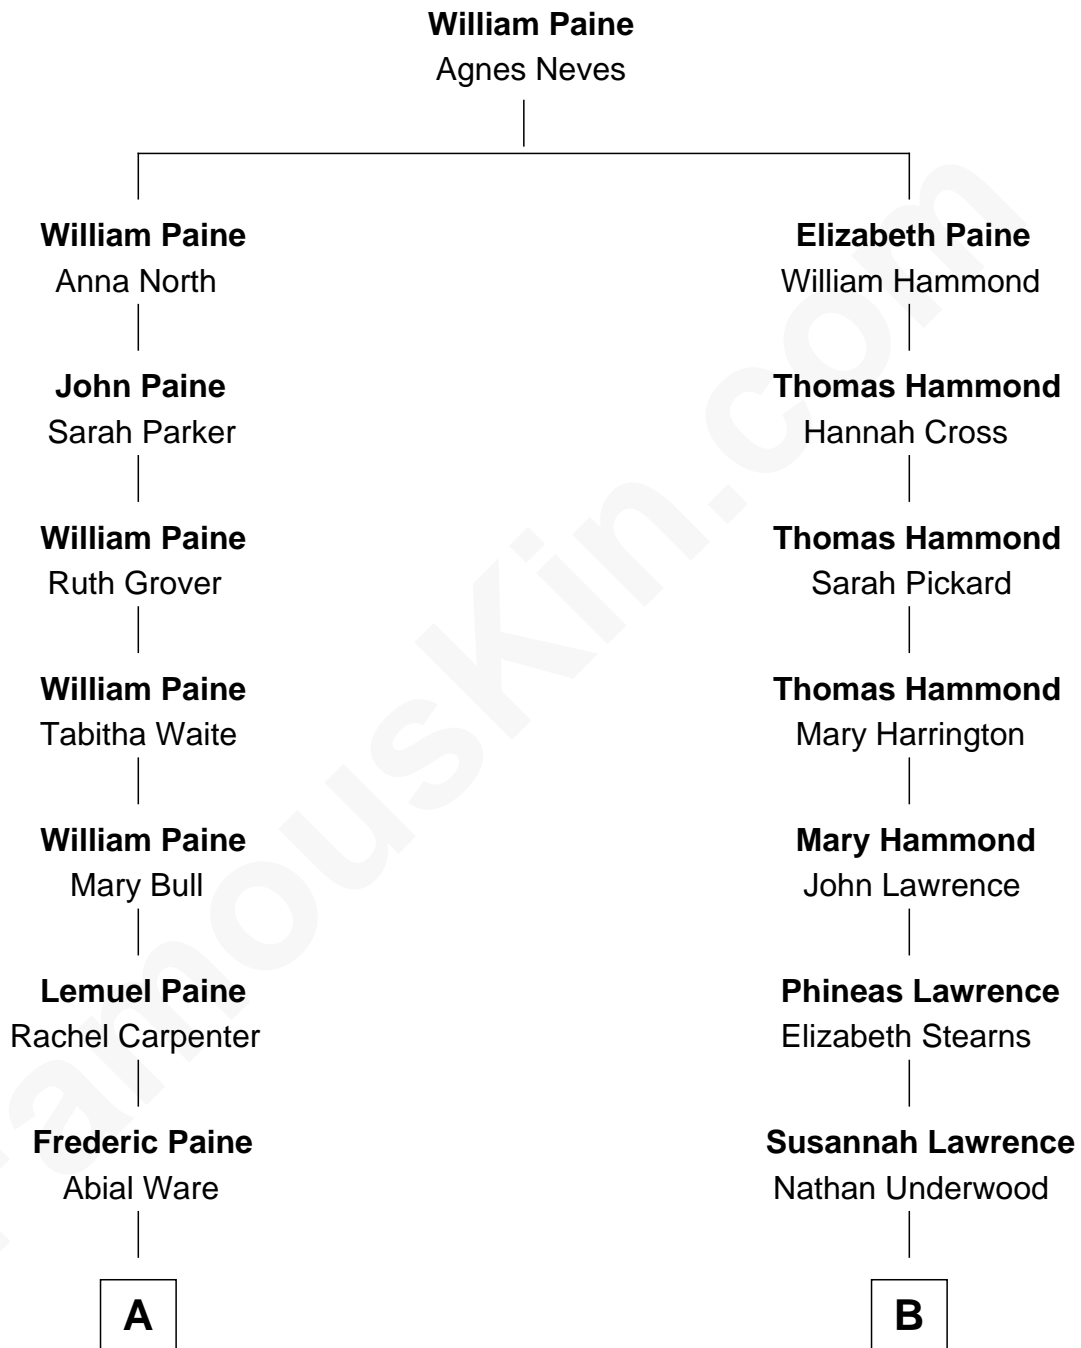 William Paine
Agnes Neves
William Paine
Anna North
Elizabeth Paine
William Hammond
John Paine
Sarah Parker
Thomas Hammond
Hannah Cross
William Paine
Ruth Grover
Thomas Hammond
Sarah Pickard
William Paine
Tabitha Waite
Thomas Hammond
Mary Harrington
William Paine
Mary Bull
Mary Hammond
John Lawrence
Lemuel Paine
Rachel Carpenter
Phineas Lawrence
Elizabeth Stearns
Frederic Paine
Abial Ware
Susannah Lawrence
Nathan Underwood
A
B
FamousKin.com